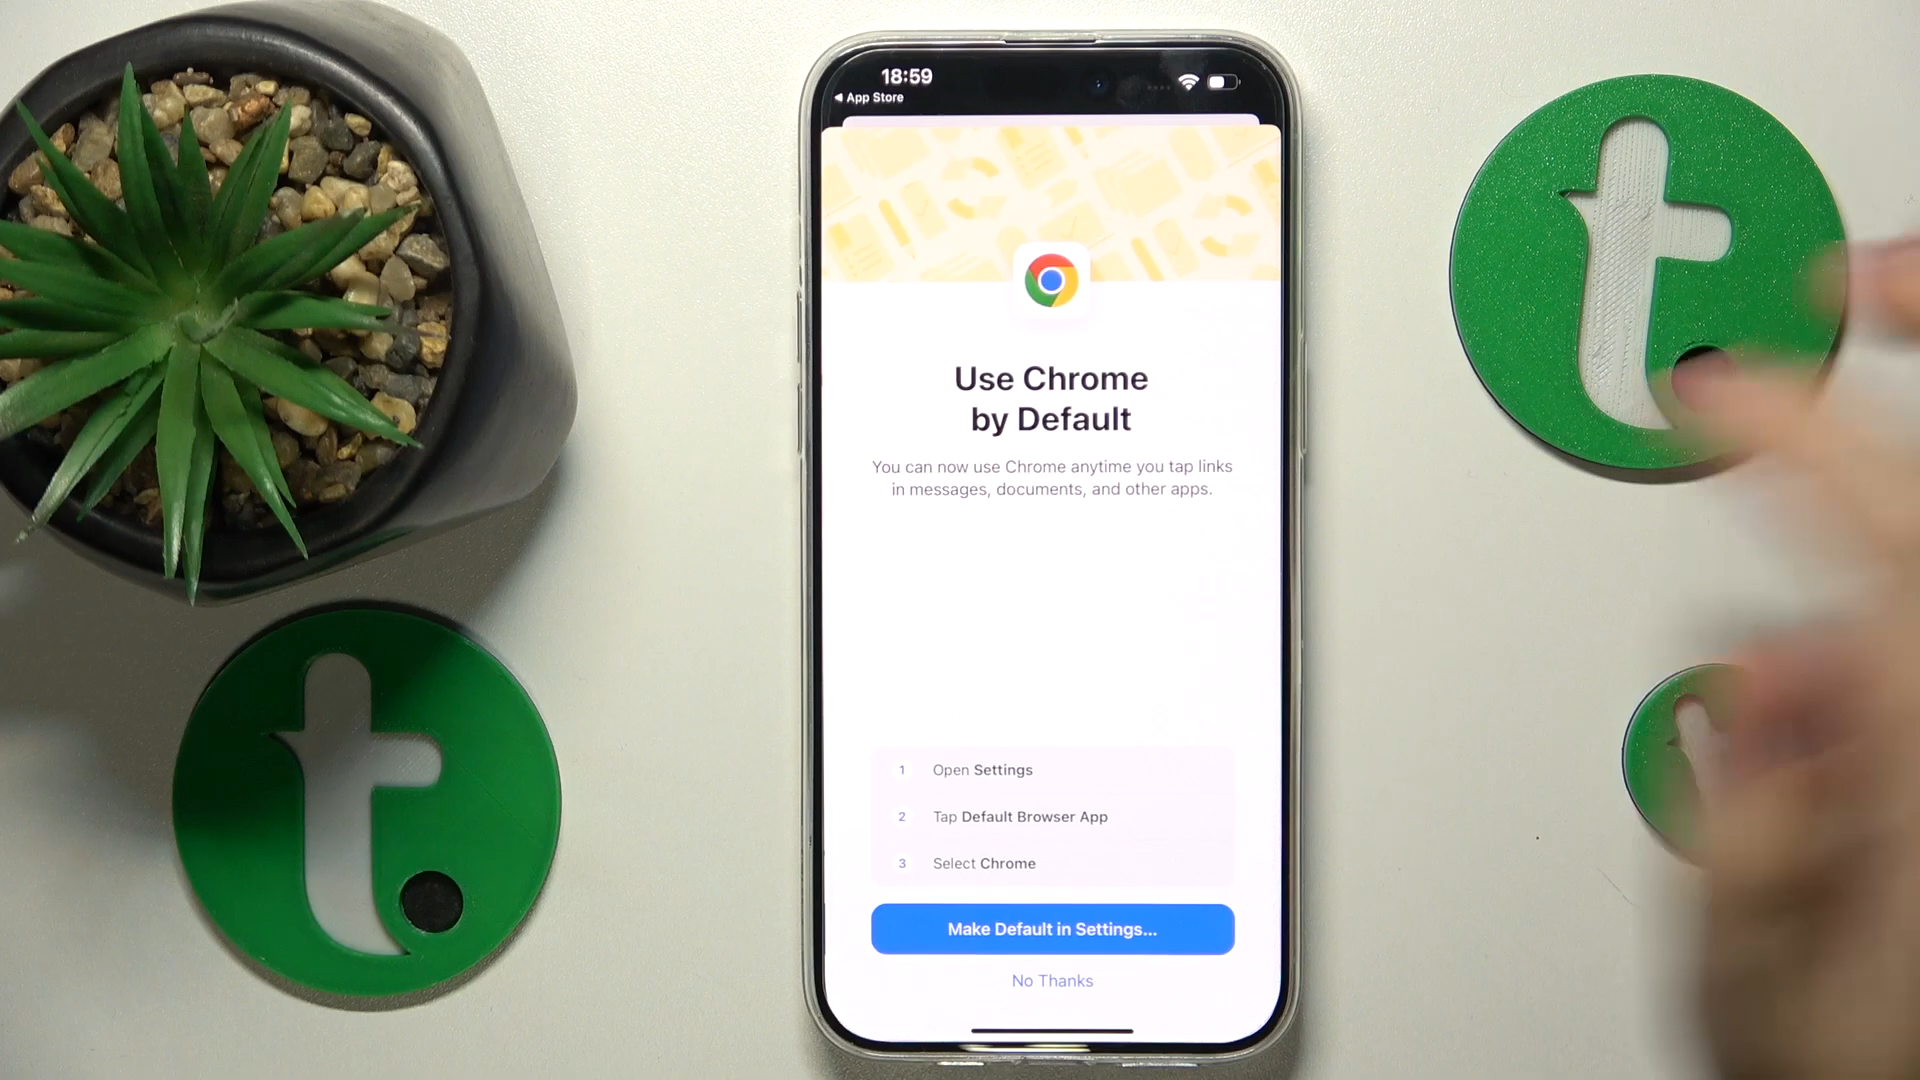 18:59
◀ App Store
Use Chrome
by Default
You can now use Chrome anytime you tap links
in messages, documents, and other apps.
1 Open Settings
2 Tap Default Browser App
3 Select Chrome
Make Default in Settings...
No Thanks
t
t
t